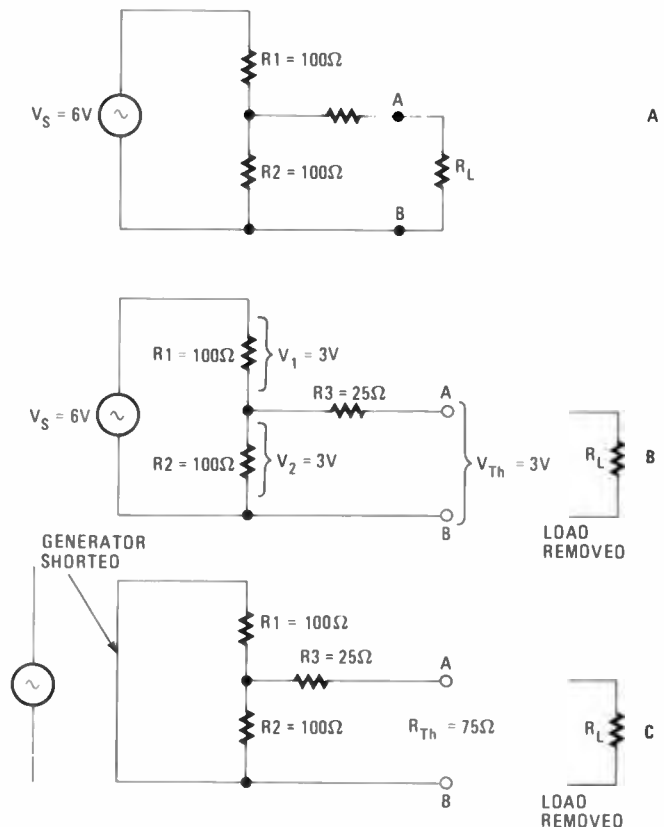 R1 = 100Ω
A
A
V_S = 6V
R2 = 100Ω
R_L
B
R1 = 100Ω
V_1 = 3V
R3 = 25Ω
A
V_S = 6V
R2 = 100Ω
V_2 = 3V
V_Th = 3V
R_L
B
B
LOAD
REMOVED
GENERATOR
SHORTED
R1 = 100Ω
R3 = 25Ω
A
R2 = 100Ω
R_Th = 75Ω
R_L
C
B
LOAD
REMOVED